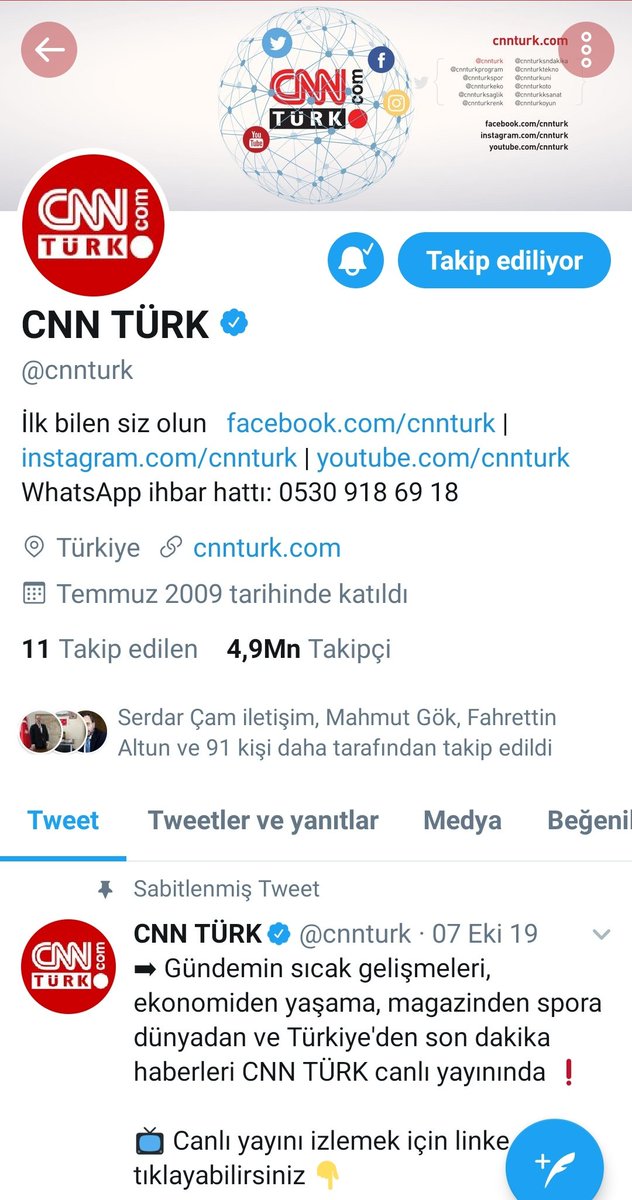 cnnturk.com
CNN
.com
TÜRK
@cnnturk @cnnturksndakika
@cnnturkprogram @cnnturktekno
@cnnturkspor @cnnturkuni
@cnnturkeko @cnnturkoto
@cnnturksaglik @cnnturkksanat
@cnnturkrenk @cnnturkoyun
facebook.com/cnnturk
instagram.com/cnnturk
youtube.com/cnnturk
You
Tube
CNN
.com
TÜRK
Takip ediliyor
CNN TÜRK
@cnnturk
İlk bilen siz olun facebook.com/cnnturk |
instagram.com/cnnturk | youtube.com/cnnturk
WhatsApp ihbar hattı: 0530 918 69 18
Türkiye cnnturk.com
Temmuz 2009 tarihinde katıldı
11 Takip edilen 4,9Mn Takipçi
Serdar Çam iletişim, Mahmut Gök, Fahrettin
Altun ve 91 kişi daha tarafından takip edildi
Tweet Tweetler ve yanıtlar Medya Beğenil
Sabitlenmiş Tweet
CNN
.com
TÜRK
CNN TÜRK @cnnturk · 07 Eki 19
➡ Gündemin sıcak gelişmeleri,
ekonomiden yaşama, magazinden spora
dünyadan ve Türkiye'den son dakika
haberleri CNN TÜRK canlı yayınında ❗
📺 Canlı yayını izlemek için linke
tıklayabilirsiniz 👇